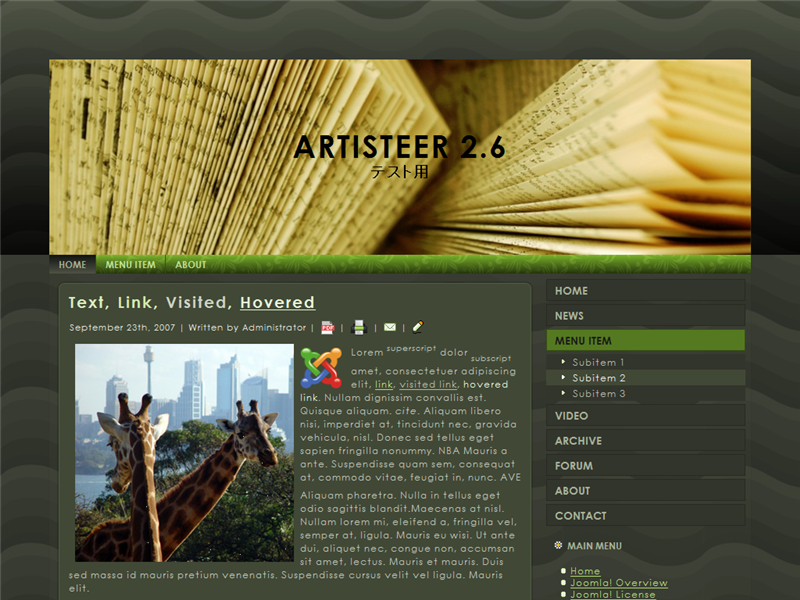 ARTISTEER 2.6
テスト用
HOME MENU ITEM ABOUT
Text, Link, Visited, Hovered
September 23th, 2007 | Written by Administrator |
PDF
Lorem superscript dolor subscript
amet, consectetuer adipiscing
elit, link, visited link, hovered
link. Nullam dignissim convallis est.
Quisque aliquam. cite. Aliquam libero
nisi, imperdiet at, tincidunt nec, gravida
vehicula, nisl. Donec sed tellus eget
sapien fringilla nonummy. NBA Mauris a
ante. Suspendisse quam sem, consequat
at, commodo vitae, feugiat in, nunc. AVE
Aliquam pharetra. Nulla in tellus eget
odio sagittis blandit.Maecenas at nisl.
Nullam lorem mi, eleifend a, fringilla vel,
semper at, ligula. Mauris eu wisi. Ut ante
dui, aliquet nec, congue non, accumsan
sit amet, lectus. Mauris et mauris. Duis
sed massa id mauris pretium venenatis. Suspendisse cursus velit vel ligula. Mauris
elit.
HOME
NEWS
MENU ITEM
Subitem 1
Subitem 2
Subitem 3
VIDEO
ARCHIVE
FORUM
ABOUT
CONTACT
MAIN MENU
Home
Joomla! Overview
Joomla! License